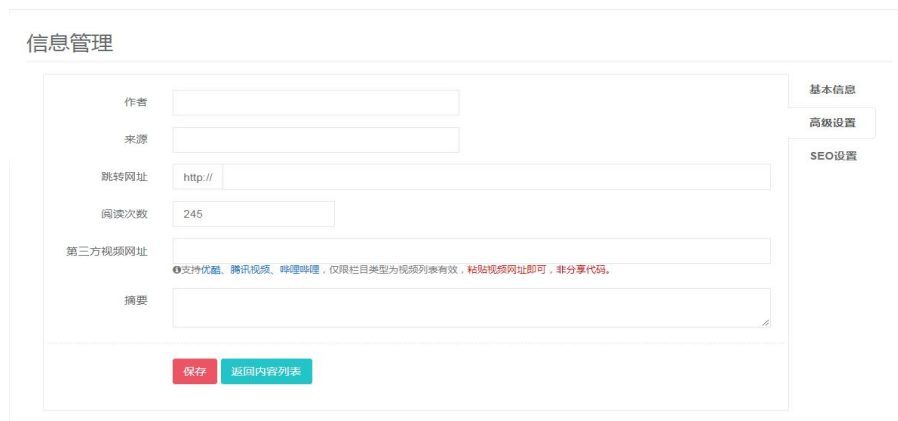 信息管理
基本信息
高级设置
SEO设置
作者
来源
跳转网址 http://
阅读次数 245
第三方视频网址
支持优酷、腾讯视频、哔哩哔哩，仅限栏目类型为视频列表有效，粘贴视频网址即可，非分享代码。
摘要
保存 返回内容列表